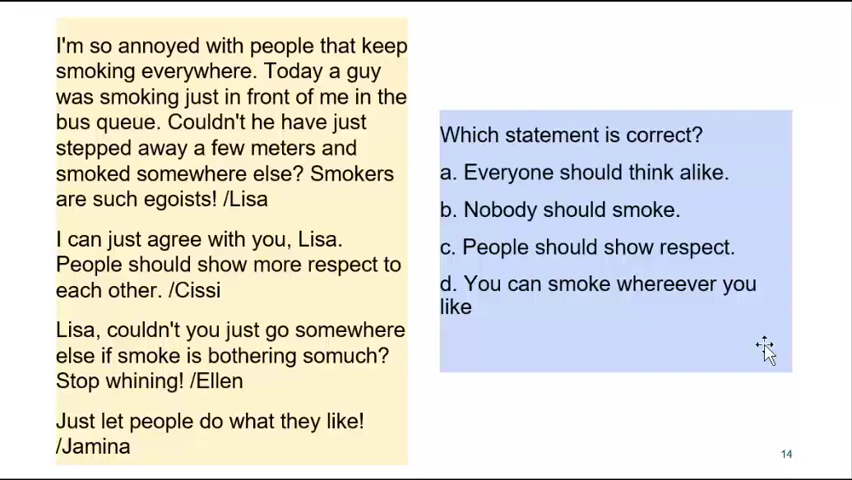 I'm so annoyed with people that keep
smoking everywhere. Today a guy
was smoking just in front of me in the
bus queue. Couldn't he have just
stepped away a few meters and
smoked somewhere else? Smokers
are such egoists! /Lisa
I can just agree with you, Lisa.
People should show more respect to
each other. /Cissi
Lisa, couldn't you just go somewhere
else if smoke is bothering somuch?
Stop whining! /Ellen
Just let people do what they like!
/Jamina
Which statement is correct?
a. Everyone should think alike.
b. Nobody should smoke.
c. People should show respect.
d. You can smoke whereever you
like
14